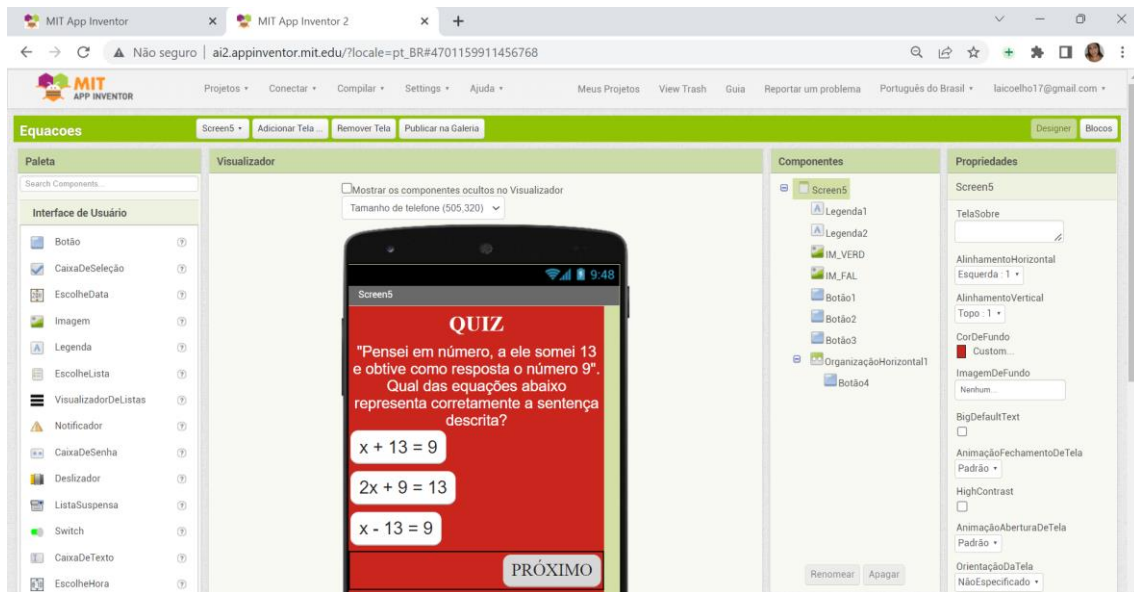 MIT App Inventor
MIT App Inventor 2
Não seguro | ai2.appinventor.mit.edu/?locale=pt_BR#4701159911456768
MIT
APP INVENTOR
Projetos Conectar Compilar Settings Ajuda Meus Projetos View Trash Guia Reportar um problema Português do Brasil laicoelho17@gmail.com
Equacoes
Screen5 Adicionar Tela ... Remover Tela Publicar na Galeria Designer Blocos
Paleta
Search Components...
Interface de Usuário
Botão
CaixaDeSeleção
EscolheData
Imagem
Legenda
EscolheLista
VisualizadorDeListas
Notificador
CaixaDeSenha
Deslizador
ListaSuspensa
Switch
CaixaDeTexto
EscolheHora
Visualizador
Mostrar os componentes ocultos no Visualizador
Tamanho de telefone (505,320)
9:48
Screen5
QUIZ
"Pensei em número, a ele somei 13
e obtive como resposta o número 9".
Qual das equações abaixo
representa corretamente a sentença
descrita?
x + 13 = 9
2x + 9 = 13
x - 13 = 9
PRÓXIMO
Componentes
Screen5
Legenda1
Legenda2
IM_VERD
IM_FAL
Botão1
Botão2
Botão3
OrganizaçãoHorizontal1
Botão4
Renomear Apagar
Propriedades
Screen5
TelaSobre
AlinhamentoHorizontal
Esquerda : 1
AlinhamentoVertical
Topo : 1
CorDeFundo
Custom...
ImagemDeFundo
Nenhum...
BigDefaultText
AnimaçãoFechamentoDeTela
Padrão
HighContrast
AnimaçãoAberturaDeTela
Padrão
OrientaçãoDaTela
NãoEspecificado